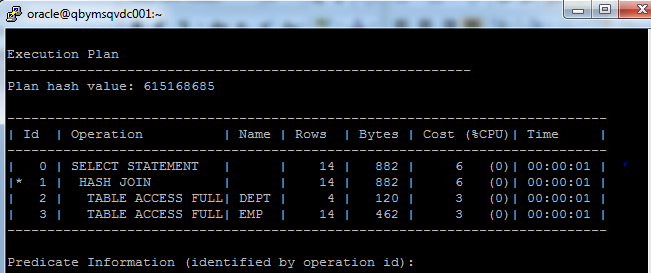 oracle@qbymsqvdc001:~
Execution Plan
----------------------------------------------------------
Plan hash value: 615168685
---------------------------------------------------------------------------
| Id  | Operation          | Name | Rows  | Bytes | Cost (%CPU)| Time     |
---------------------------------------------------------------------------
|   0 | SELECT STATEMENT   |      |    14 |   882 |     6   (0)| 00:00:01 |
|*  1 |  HASH JOIN         |      |    14 |   882 |     6   (0)| 00:00:01 |
|   2 |   TABLE ACCESS FULL| DEPT |     4 |   120 |     3   (0)| 00:00:01 |
|   3 |   TABLE ACCESS FULL| EMP  |    14 |   462 |     3   (0)| 00:00:01 |
---------------------------------------------------------------------------
Predicate Information (identified by operation id):